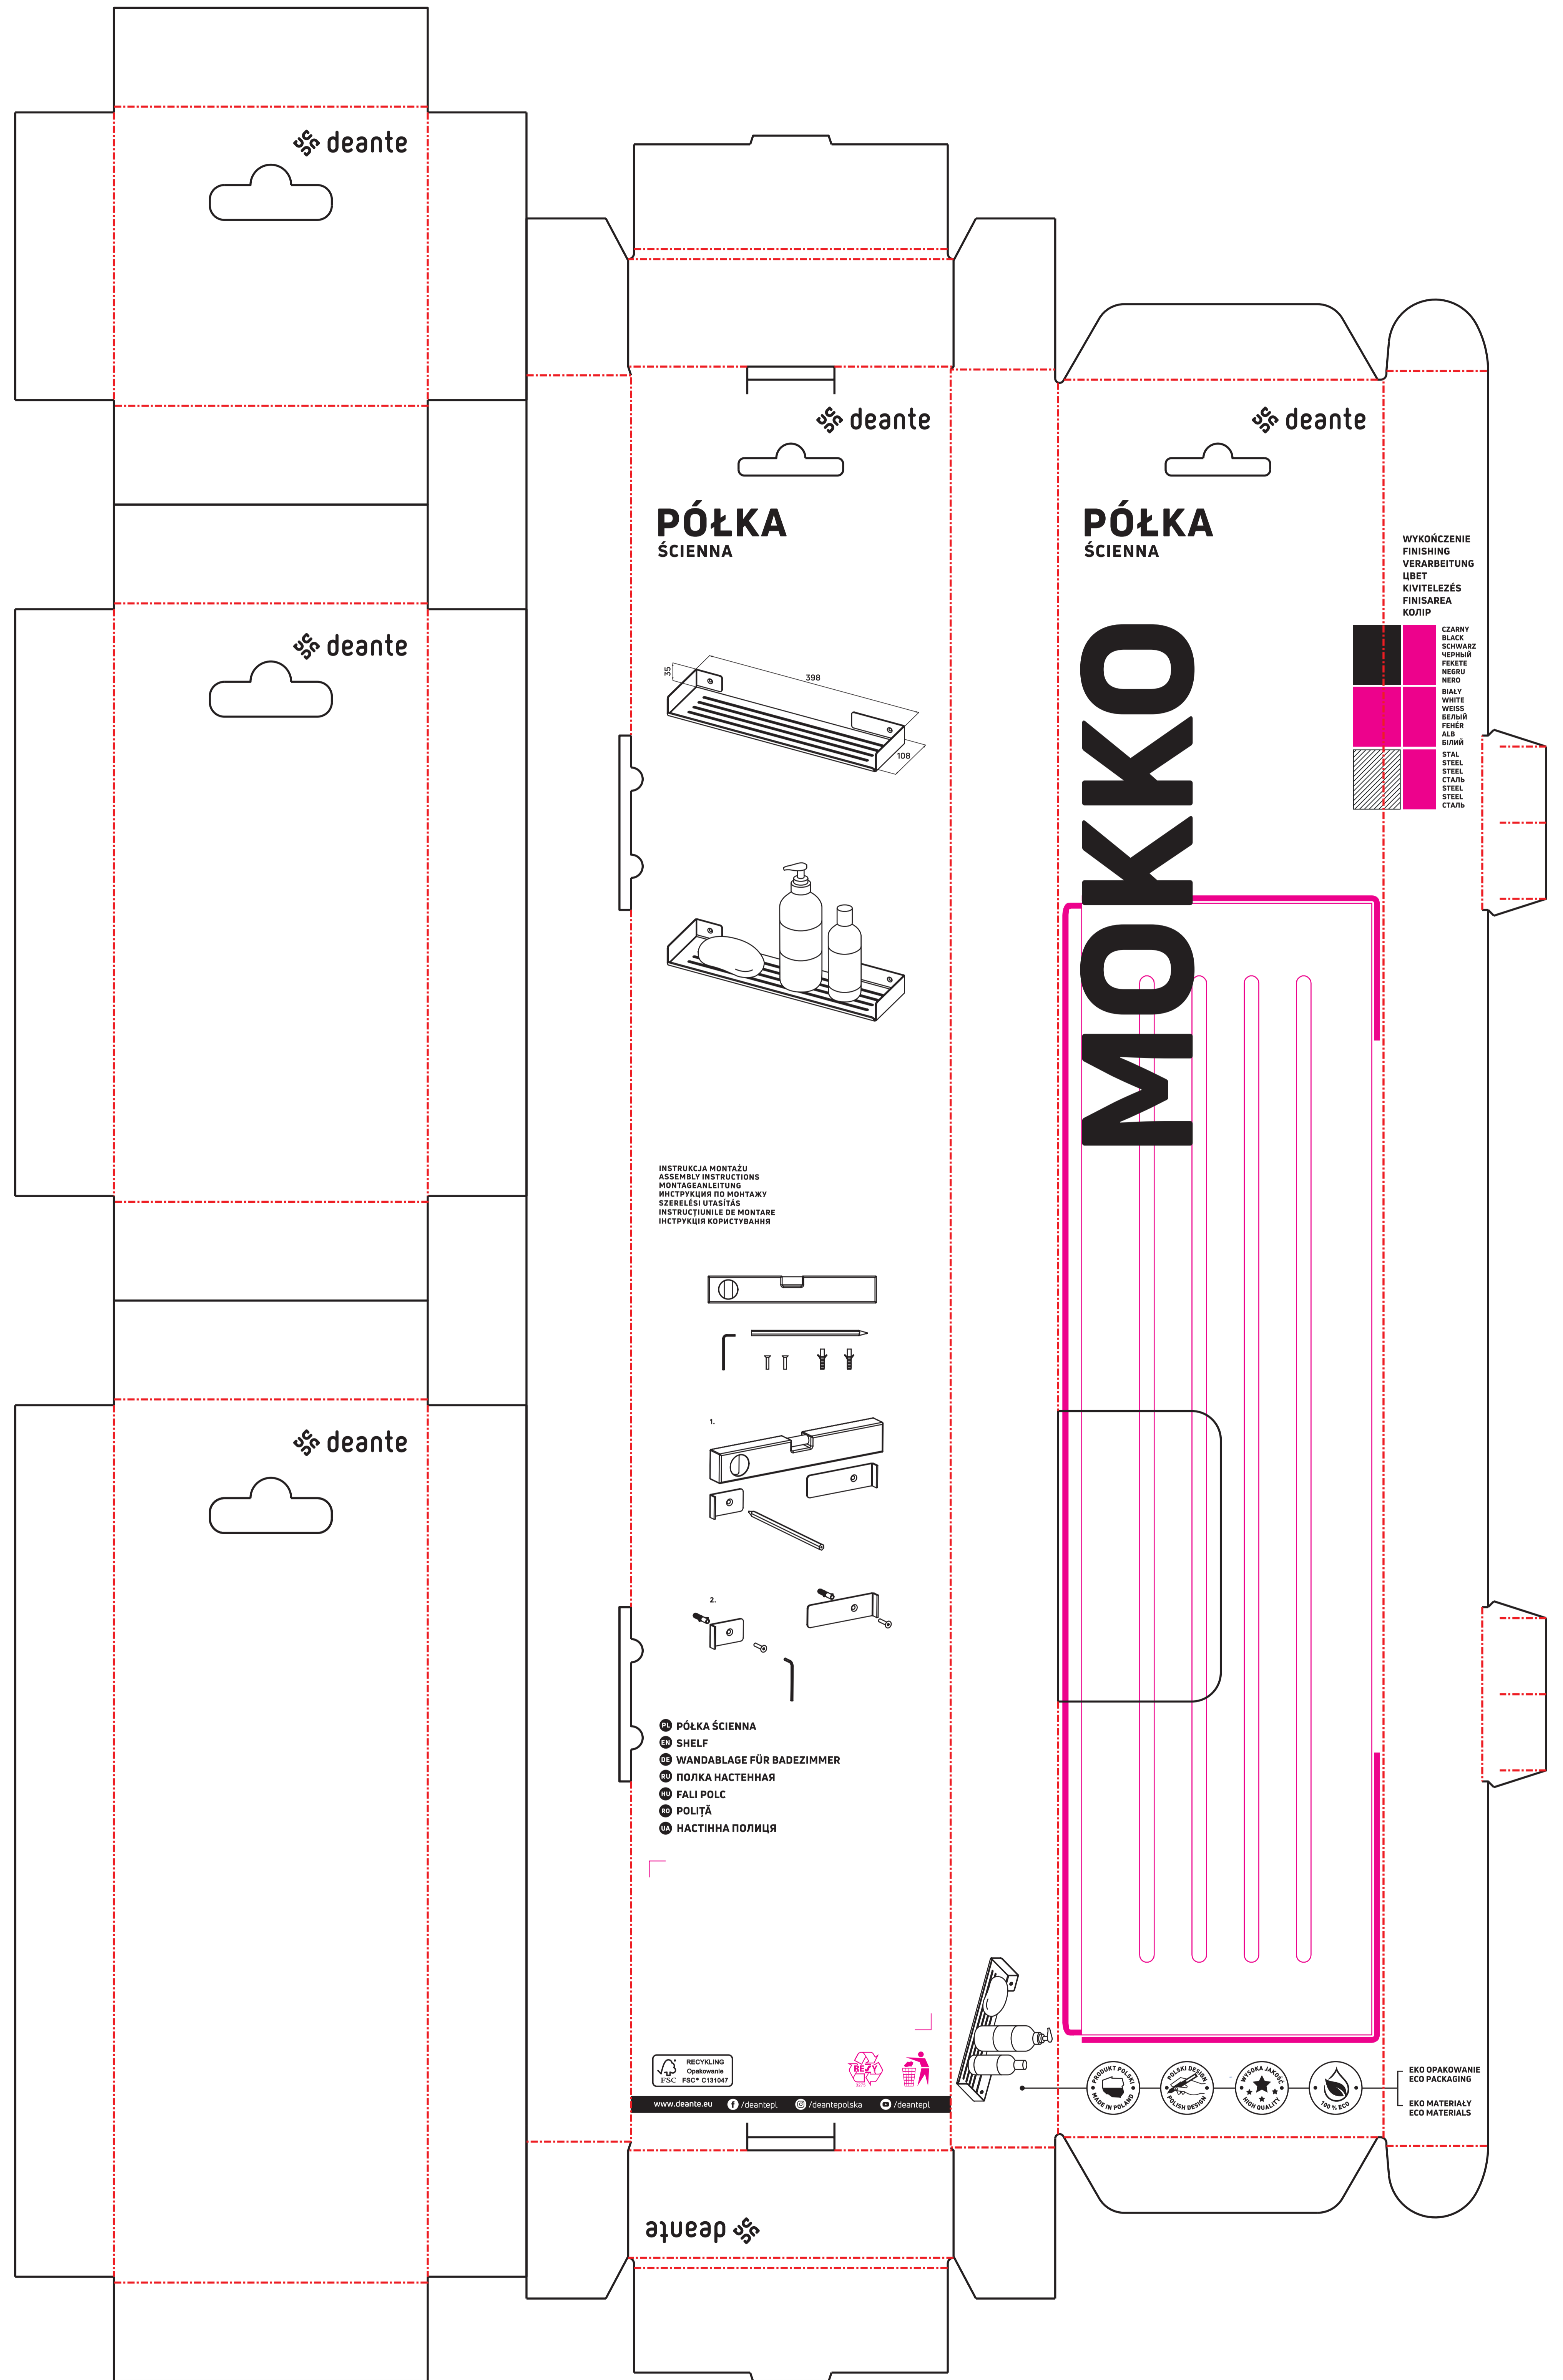 deante
deante
deante
deante
PÓŁKA
ŚCIENNA
35
398
108
INSTRUKCJA MONTAŻU
ASSEMBLY INSTRUCTIONS
MONTAGEANLEITUNG
ИНСТРУКЦИЯ ПО МОНТАЖУ
SZERELÉSI UTASÍTÁS
INSTRUCȚIUNILE DE MONTARE
ІНСТРУКЦІЯ КОРИСТУВАННЯ
1.
2.
PL PÓŁKA ŚCIENNA
EN SHELF
DE WANDABLAGE FÜR BADEZIMMER
RU ПОЛКА НАСТЕННАЯ
HU FALI POLC
RO POLIȚĂ
UA НАСТІННА ПОЛИЦЯ
RECYKLING
Opakowanie
FSC FSC® C131047
REZY
www.deante.eu /deantepl /deantepolska /deantepl
deante
deante
PÓŁKA
ŚCIENNA
MOKKO
WYKOŃCZENIE
FINISHING
VERARBEITUNG
ЦВЕТ
KIVITELEZÉS
FINISAREA
КОЛІР
CZARNY
BLACK
SCHWARZ
ЧЕРНЫЙ
FEKETE
NEGRU
NERO
BIAŁY
WHITE
WEISS
БЕЛЫЙ
FEHÉR
ALB
БІЛИЙ
STAL
STEEL
STEEL
СТАЛЬ
STEEL
STEEL
СТАЛЬ
PRODUKT POLSKI
MADE IN POLAND
POLSKI DESIGN
POLISH DESIGN
WYSOKA JAKOŚĆ
HIGH QUALITY
100 % ECO
EKO OPAKOWANIE
ECO PACKAGING
EKO MATERIAŁY
ECO MATERIALS